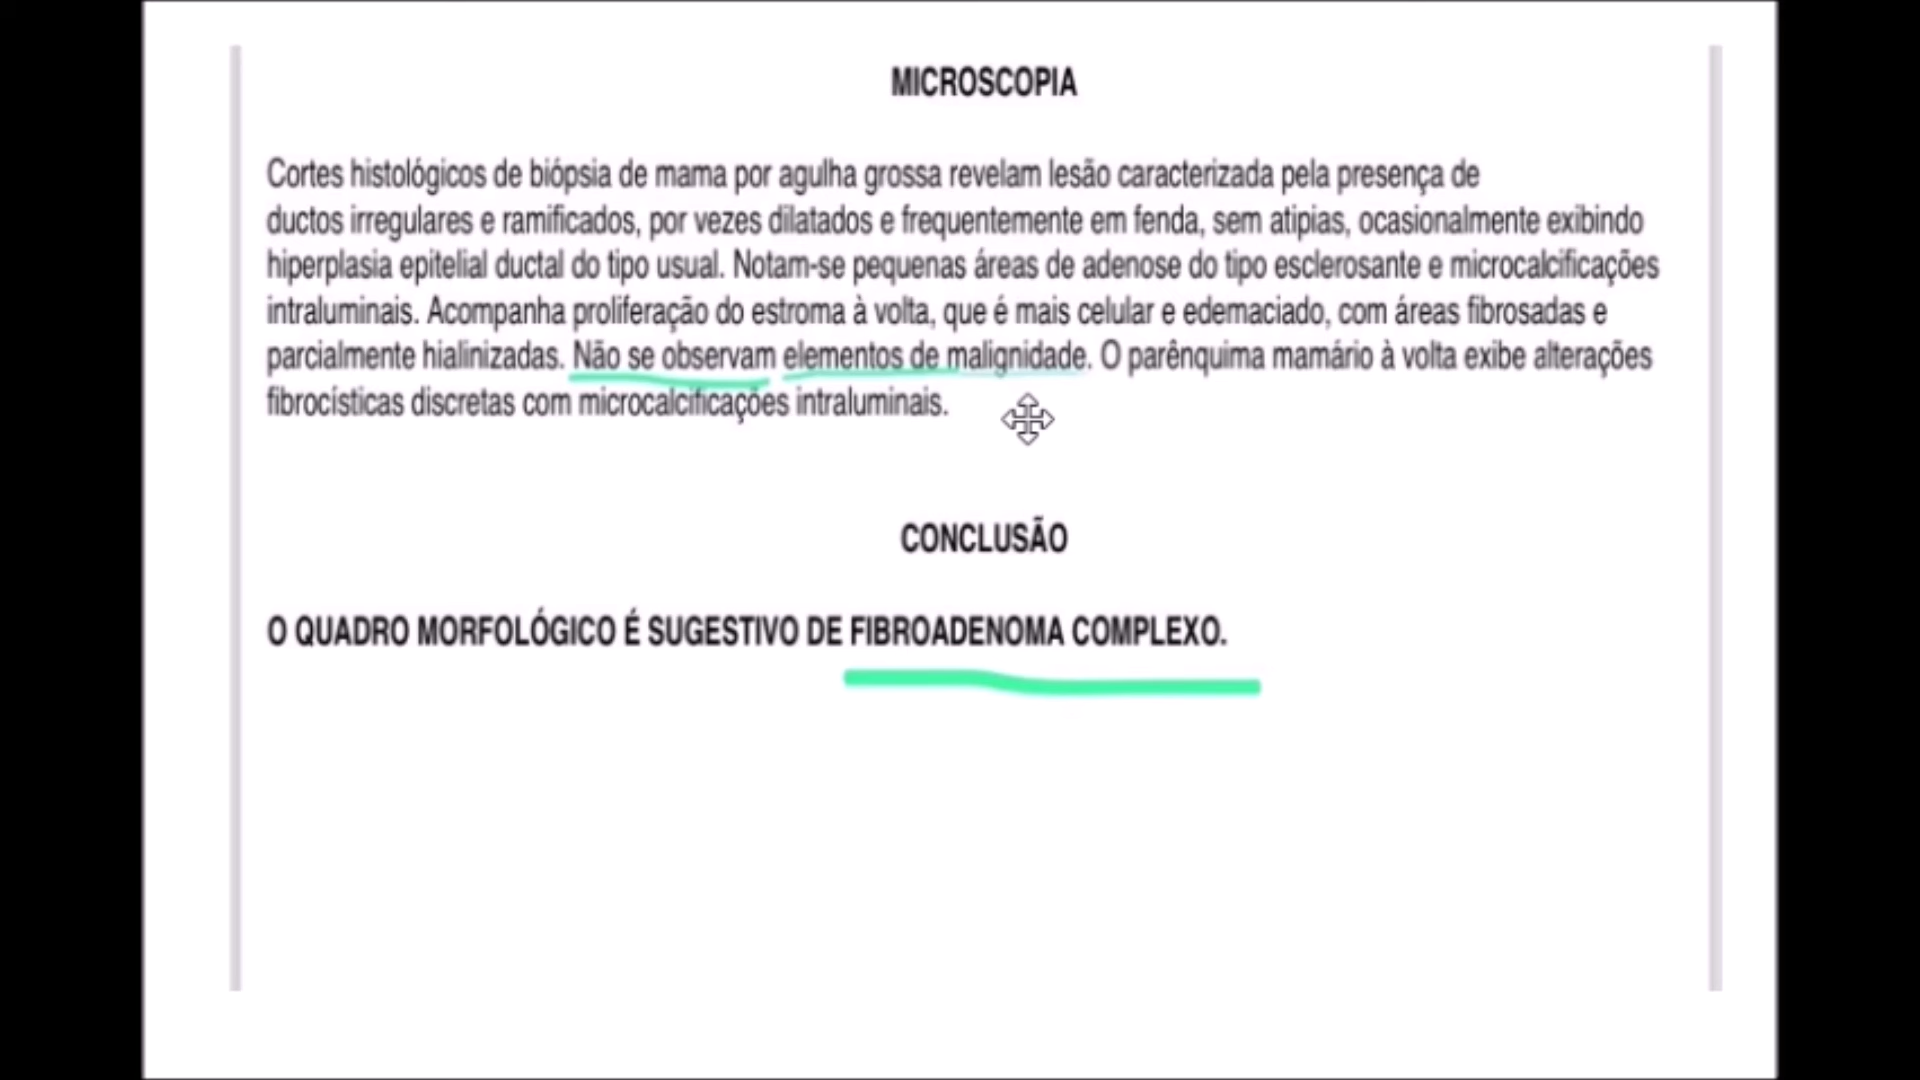 MICROSCOPIA
Cortes histológicos de biópsia de mama por agulha grossa revelam lesão caracterizada pela presença de
ductos irregulares e ramificados, por vezes dilatados e frequentemente em fenda, sem atipias, ocasionalmente exibindo
hiperplasia epitelial ductal do tipo usual. Notam-se pequenas áreas de adenose do tipo esclerosante e microcalcificações
intraluminais. Acompanha proliferação do estroma à volta, que é mais celular e edemaciado, com áreas fibrosadas e
parcialmente hialinizadas. Não se observam elementos de malignidade. O parênquima mamário à volta exibe alterações
fibrocísticas discretas com microcalcificações intraluminais.
CONCLUSÃO
O QUADRO MORFOLÓGICO É SUGESTIVO DE FIBROADENOMA COMPLEXO.